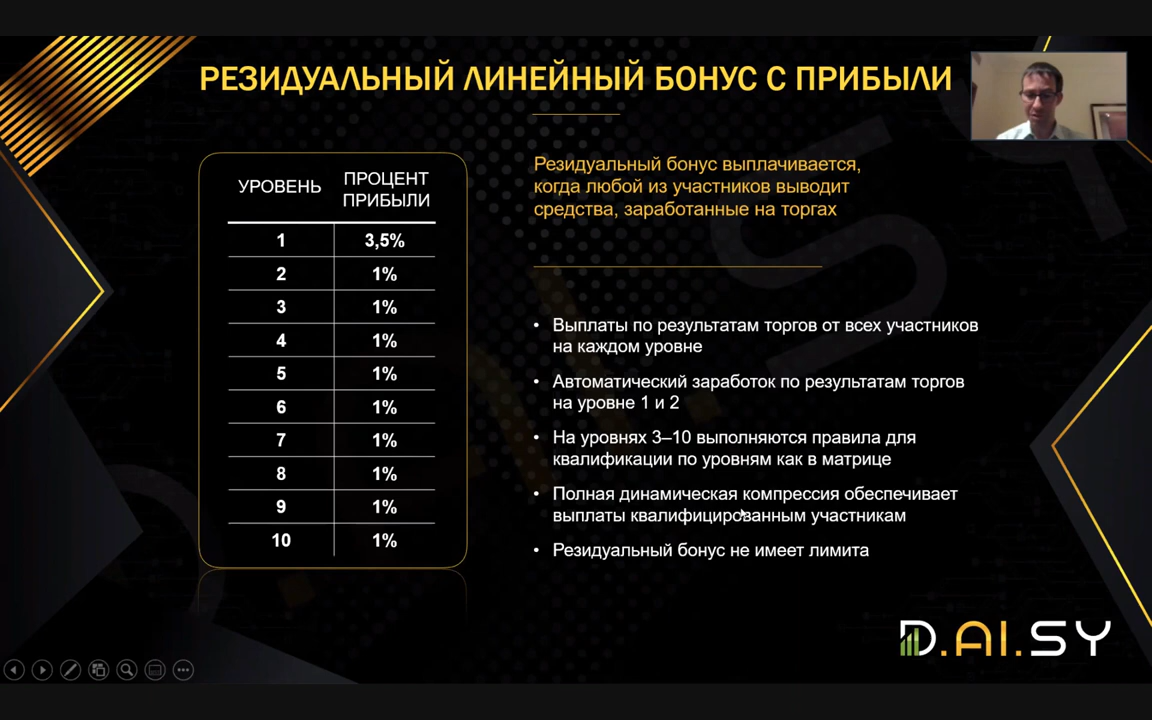 РЕЗИДУАЛЬНЫЙ ЛИНЕЙНЫЙ БОНУС С ПРИБЫЛИ
УРОВЕНЬ ПРОЦЕНТ ПРИБЫЛИ
1 3,5%
2 1%
3 1%
4 1%
5 1%
6 1%
7 1%
8 1%
9 1%
10 1%
Резидуальный бонус выплачивается,
когда любой из участников выводит
средства, заработанные на торгах
• Выплаты по результатам торгов от всех участников
на каждом уровне
• Автоматический заработок по результатам торгов
на уровне 1 и 2
• На уровнях 3–10 выполняются правила для
квалификации по уровням как в матрице
• Полная динамическая компрессия обеспечивает
выплаты квалифицированным участникам
• Резидуальный бонус не имеет лимита
D.AI.SY